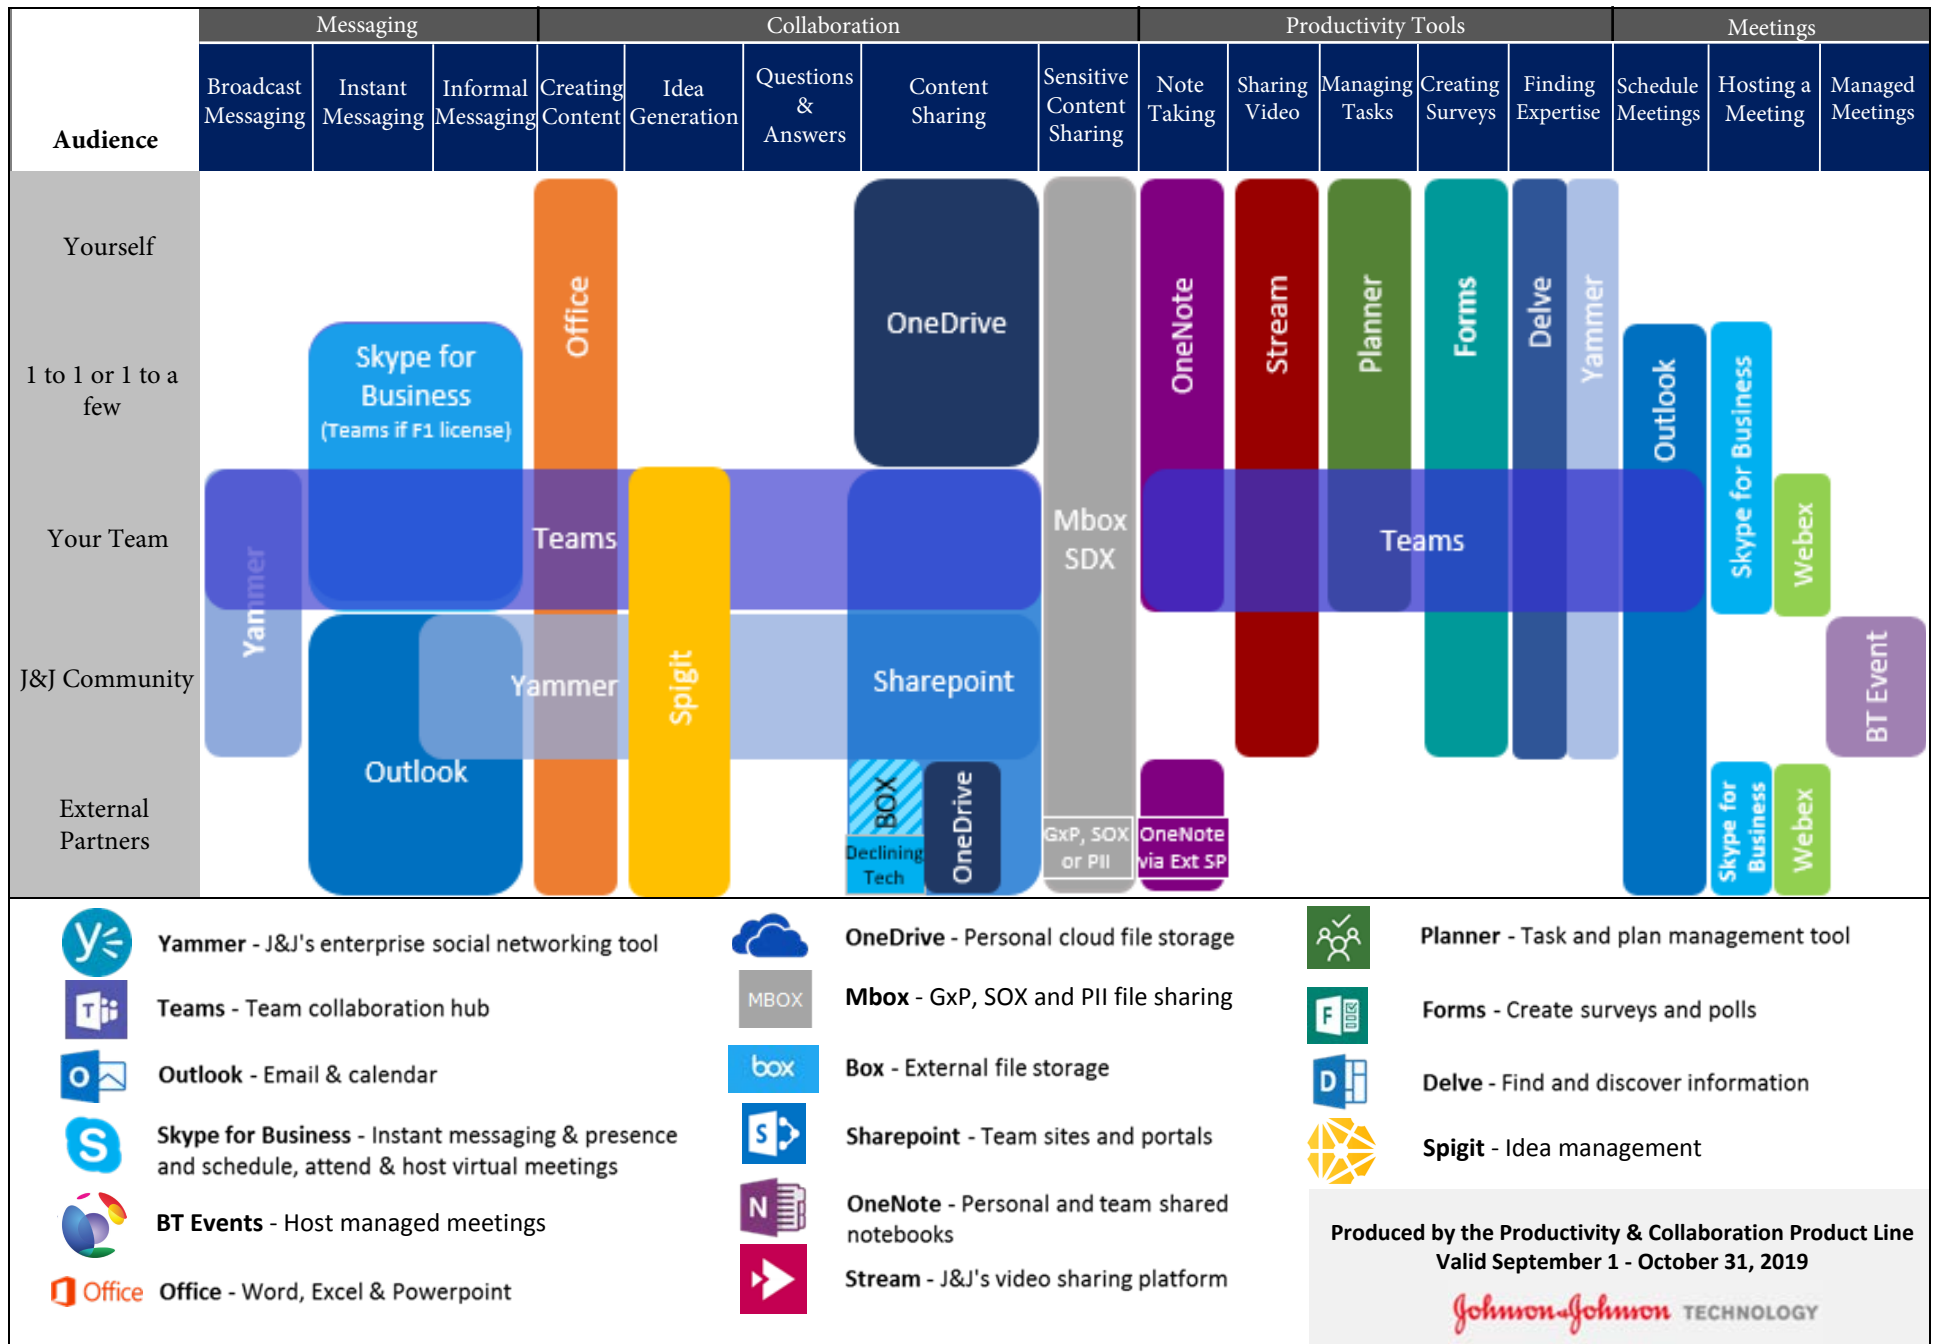 Messaging
Collaboration
Productivity Tools
Meetings
Audience
Broadcast
Messaging
Instant
Messaging
Informal
Messaging
Creating
Content
Idea
Generation
Questions
&
Answers
Content
Sharing
Sensitive
Content
Sharing
Note
Taking
Sharing
Video
Managing
Tasks
Creating
Surveys
Finding
Expertise
Schedule
Meetings
Hosting a
Meeting
Managed
Meetings
Yourself
1 to 1 or 1 to a
few
Your Team
J&J Community
External
Partners
Yammer
Skype for
Business
(Teams if F1 license)
Outlook
Office
Teams
Yammer
Spigit
OneDrive
Sharepoint
BOX
Declining
Tech
OneDrive
Mbox
SDX
GxP, SOX
or PII
OneNote
OneNote
via Ext SP
Stream
Planner
Forms
Delve
Yammer
Teams
Outlook
Skype for Business
Webex
Skype for
Business
Webex
BT Event
Yammer - J&J's enterprise social networking tool
T
Teams - Team collaboration hub
O
Outlook - Email & calendar
S
Skype for Business - Instant messaging & presence
and schedule, attend & host virtual meetings
BT Events - Host managed meetings
Office
Office - Word, Excel & Powerpoint
OneDrive - Personal cloud file storage
MBOX
Mbox - GxP, SOX and PII file sharing
box
Box - External file storage
S
Sharepoint - Team sites and portals
N
OneNote - Personal and team shared
notebooks
Stream - J&J's video sharing platform
Planner - Task and plan management tool
F
Forms - Create surveys and polls
D
Delve - Find and discover information
Spigit - Idea management
Produced by the Productivity & Collaboration Product Line
Valid September 1 - October 31, 2019
Johnson & Johnson TECHNOLOGY